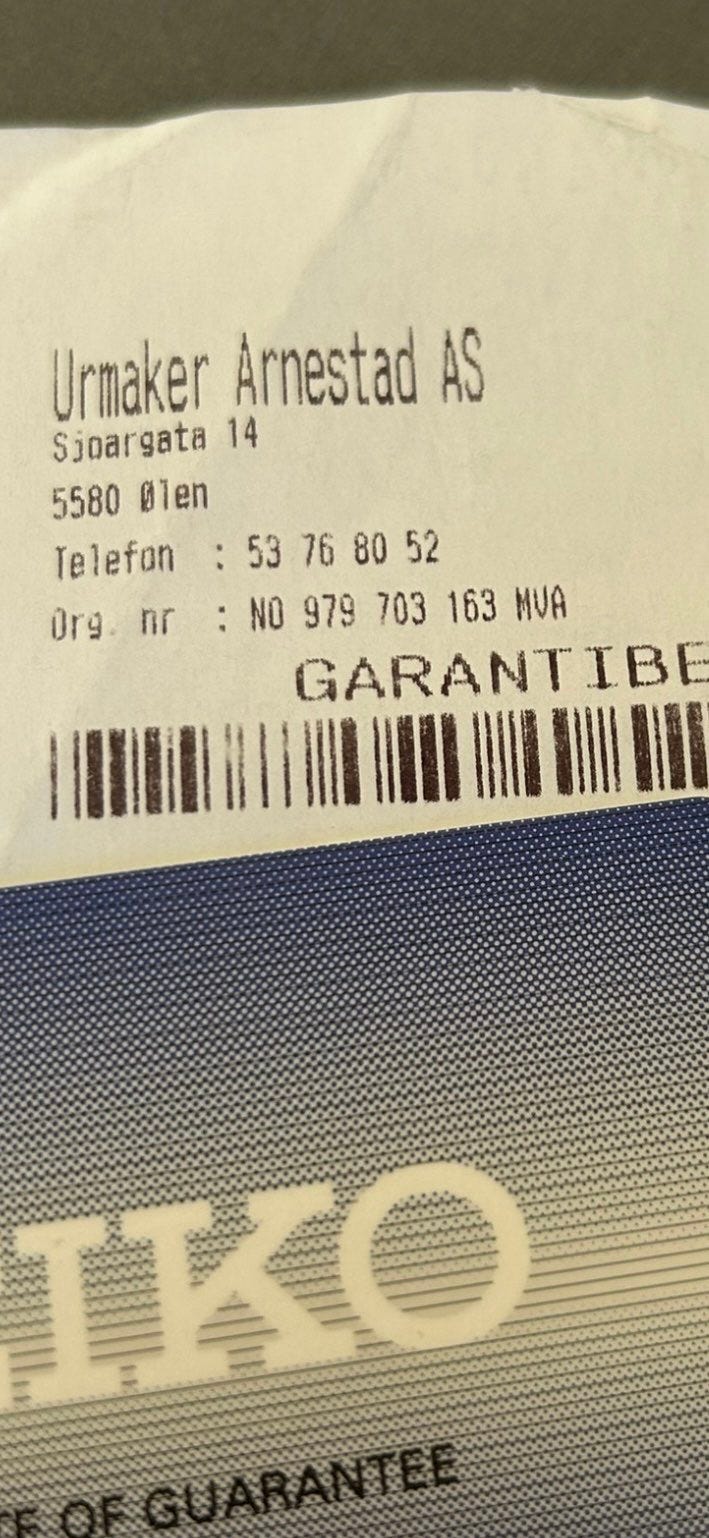 Urmaker Arnestad AS
Sjoargata 14
5580 Ølen
Telefon : 53 76 80 52
Org. nr : NO 979 703 163 MVA
GARANTIBE
IKO
TE OF GUARANTEE